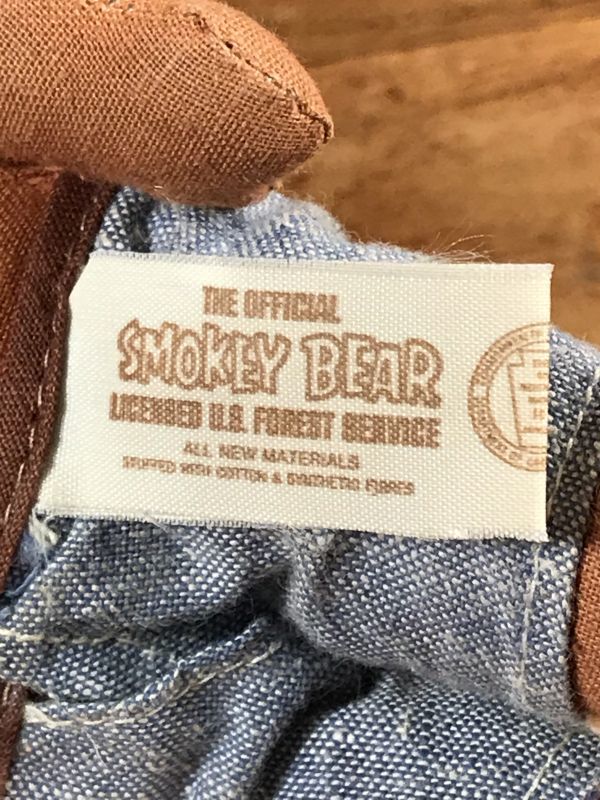 THE OFFICIAL
SMOKEY BEAR
LICENSED U.S. FOREST SERVICE
ALL NEW MATERIALS
STUFFED WITH COTTON & SYNTHETIC FIBRES